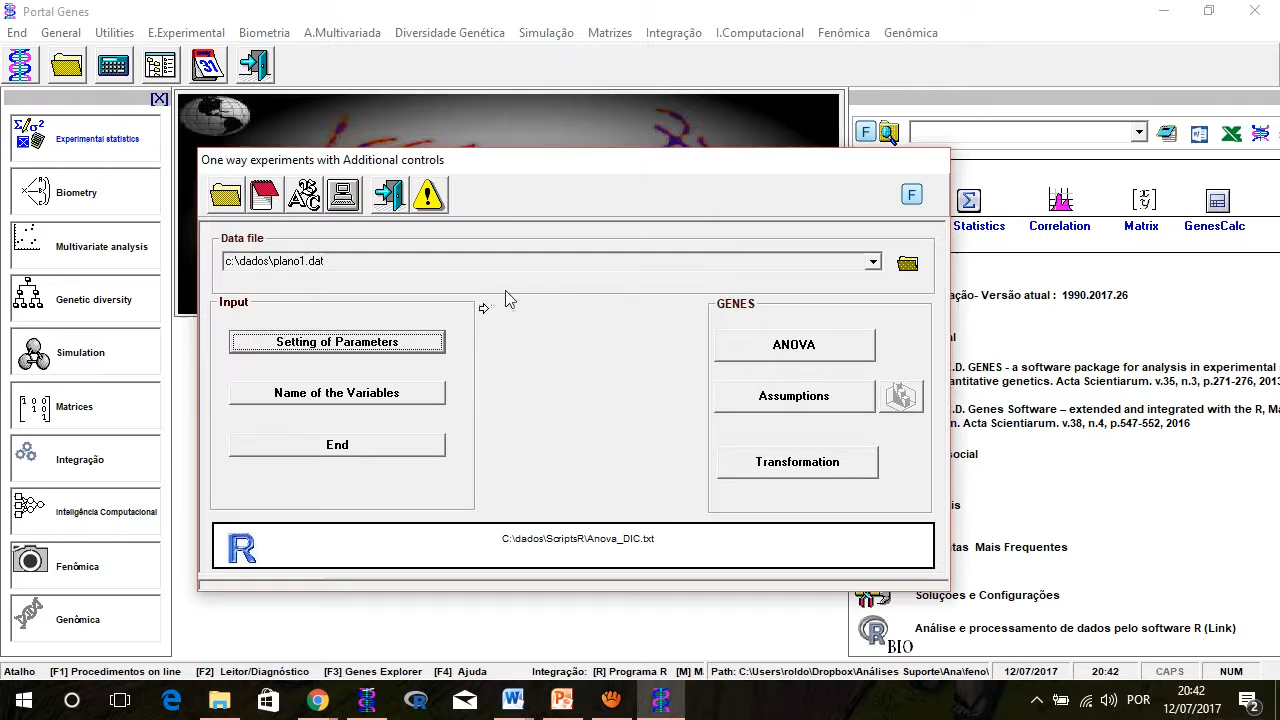 Portal Genes
End General Utilities E.Experimental Biometria A.Multivariada Diversidade Genética Simulação Matrizes Integração I.Computacional Fenômica Genômica
31
[X]
Experimental statistics
Biometry
Multivariate analysis
Genetic diversity
Simulation
Matrices
Integração
Inteligência Computacional
Fenômica
Genômica
One way experiments with Additional controls
F
Data file
c:\dados\plano1.dat
Input
Setting of Parameters
Name of the Variables
End
GENES
ANOVA
Assumptions
Transformation
R
C:\dados\ScriptsR\Anova_DIC.txt
F
Statistics Correlation Matrix GenesCalc
ação- Versão atual : 1990.2017.26
al
.D. GENES - a software package for analysis in experimental
antitative genetics. Acta Scientiarum. v.35, n.3, p.271-276, 2013
.D. Genes Software – extended and integrated with the R, Ma
n. Acta Scientiarum. v.38, n.4, p.547-552, 2016
social
is
tas Mais Frequentes
Soluções e Configurações
Análise e processamento de dados pelo software R (Link)
BIO
Atalho [F1] Procedimentos on line [F2] Leitor/Diagnóstico [F3] Genes Explorer [F4] Ajuda Integração: [R] Programa R [M] M Path: C:\Users\roldo\Dropbox\Análises Suporte\Ana\feno\ 12/07/2017 20:42 CAPS NUM
POR
20:42
12/07/2017
2